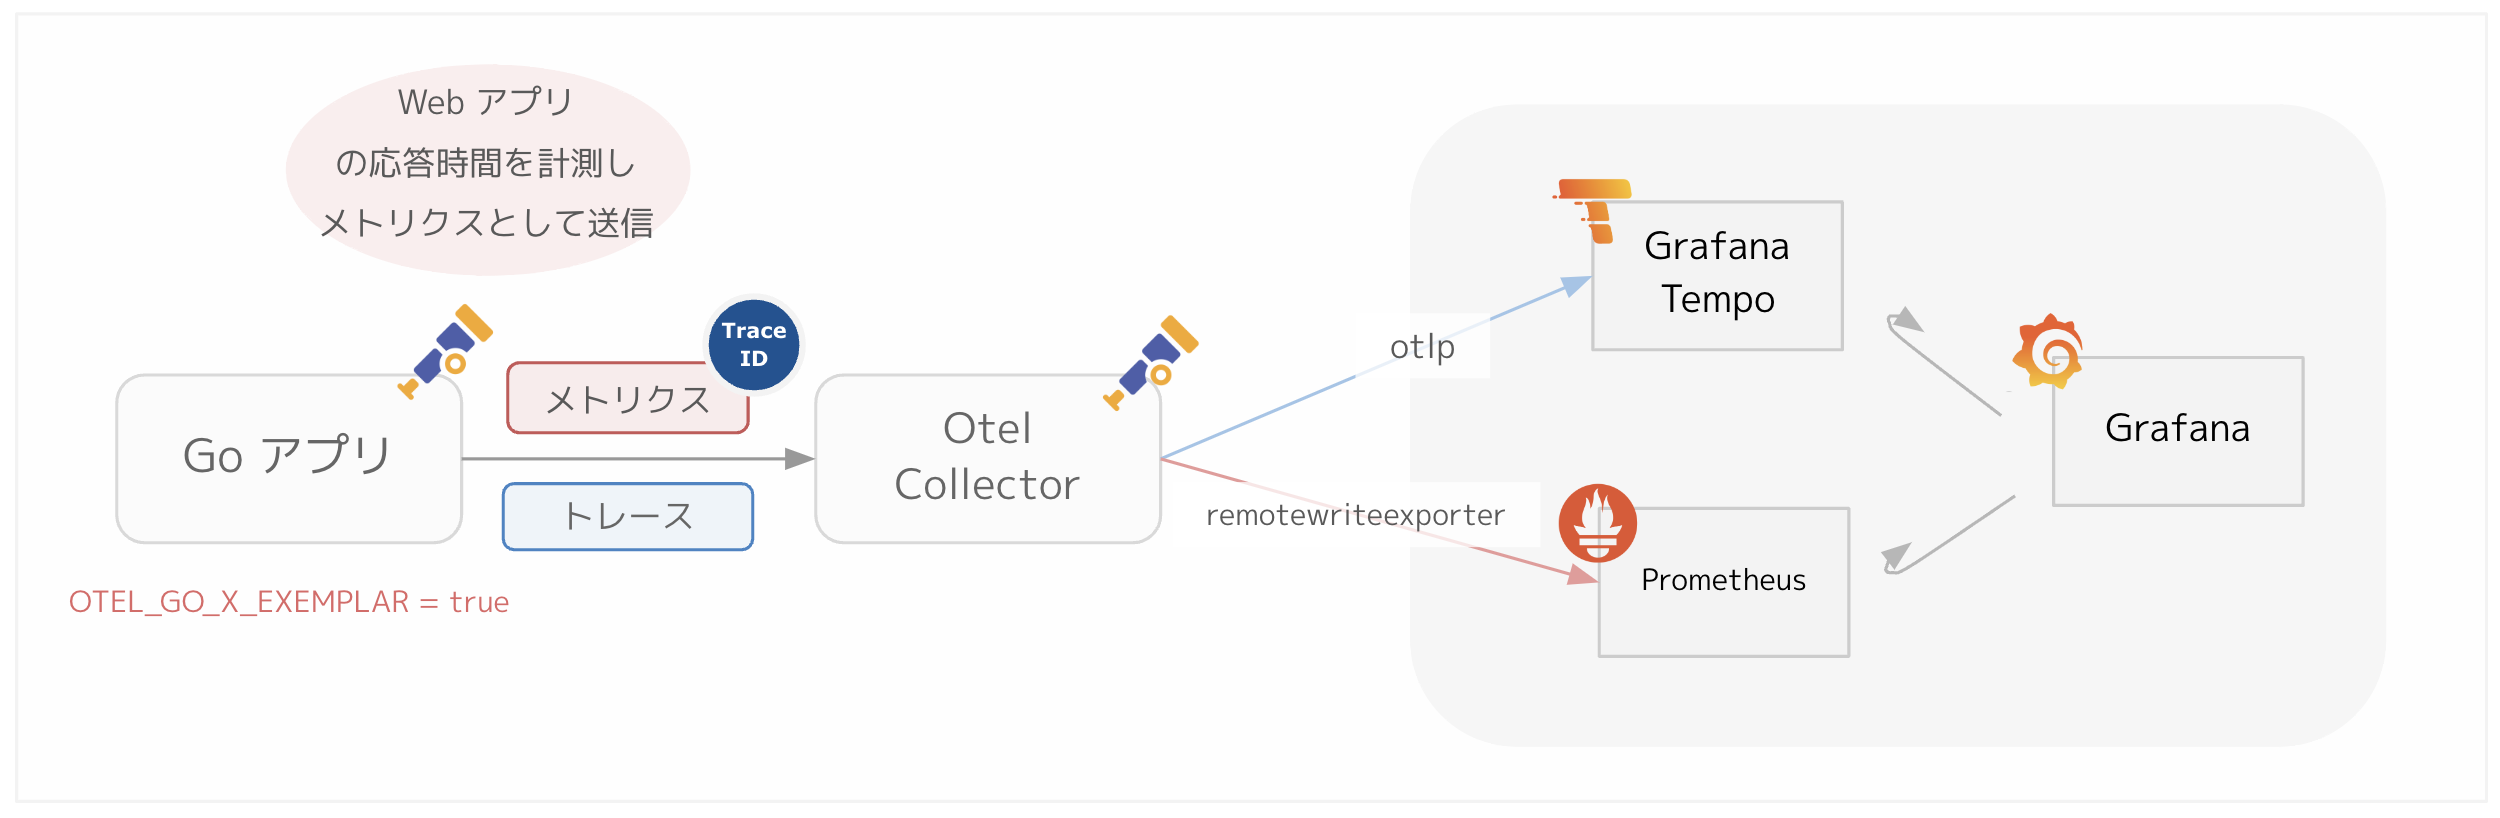 Web アプリ
の応答時間を計測し
メトリクスとして送信
Trace
ID
メトリクス
Go アプリ
トレース
OTEL_GO_X_EXEMPLAR = true
Otel
Collector
otlp
remotewriteexporter
Grafana
Tempo
Prometheus
Grafana